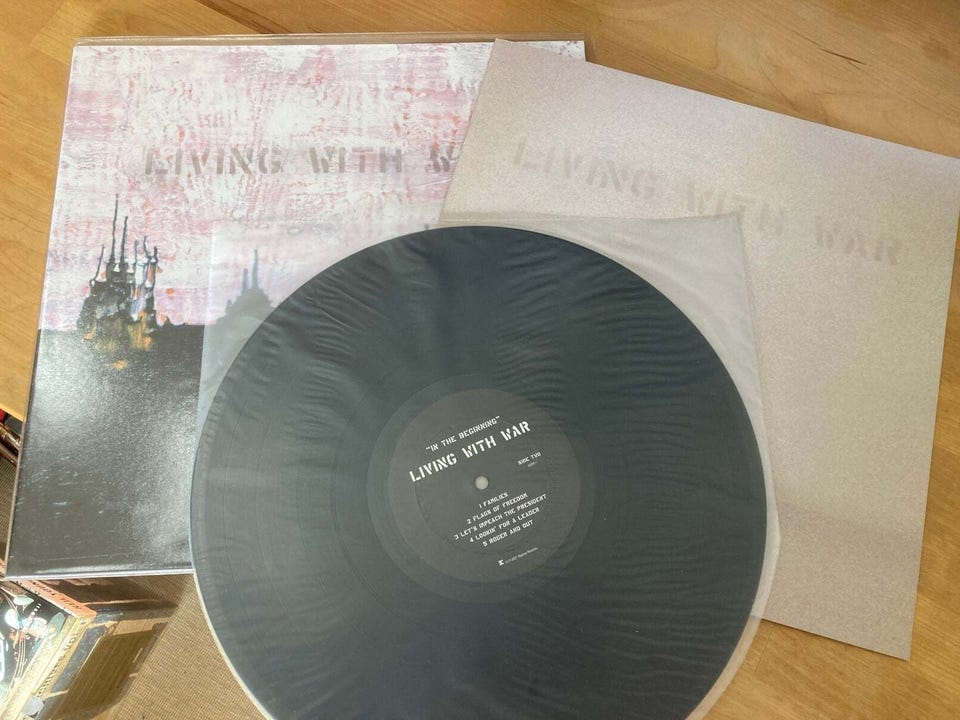 LIVING WITH W
LIVING WITH WAR
"IN THE BEGINNING"
LIVING WITH WAR
SIDE TWO
1 FAMILIES
2 FLAGS OF FREEDOM
3 LET'S IMPEACH THE PRESIDENT
4 LOOKIN' FOR A LEADER
5 ROGER AND OUT